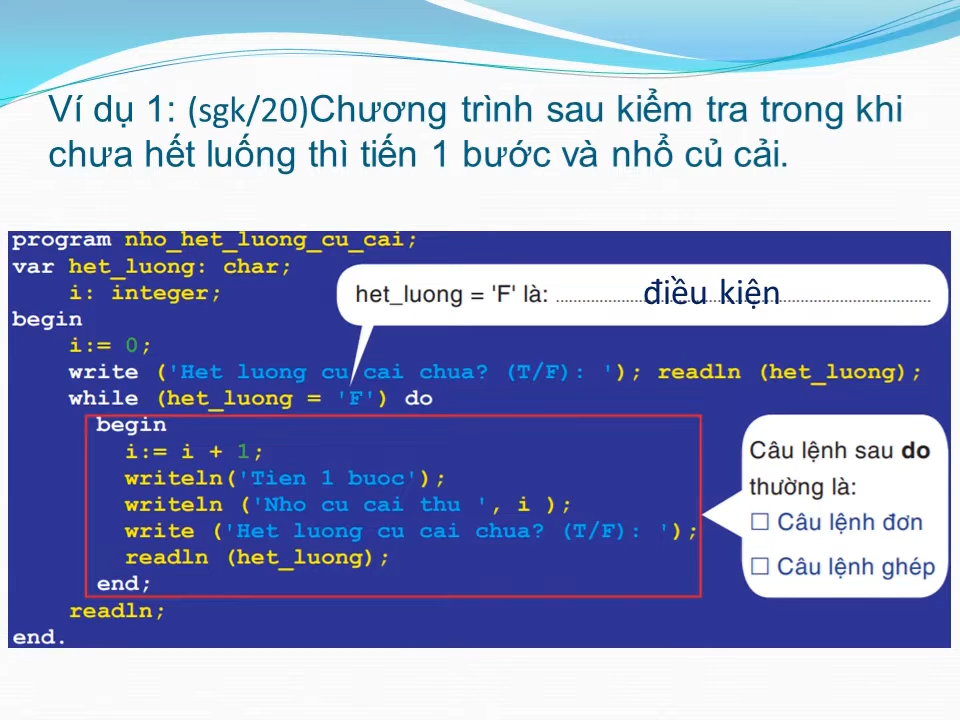 Ví dụ 1: (sgk/20)Chương trình sau kiểm tra trong khi
chưa hết luống thì tiến 1 bước và nhổ củ cải.
program nho_het_luong_cu_cai;
var het_luong: char;
i: integer;
het_luong = 'F' là: điều kiện
begin
i:= 0;
write ('Het luong cu cai chua? (T/F): '); readln (het_luong);
while (het_luong = 'F') do
begin
i:= i + 1;
writeln('Tien 1 buoc');
writeln ('Nho cu cai thu ', i );
write ('Het luong cu cai chua? (T/F): ');
readln (het_luong);
end;
readln;
end.
Câu lệnh sau do
thường là:
☐ Câu lệnh đơn
☐ Câu lệnh ghép